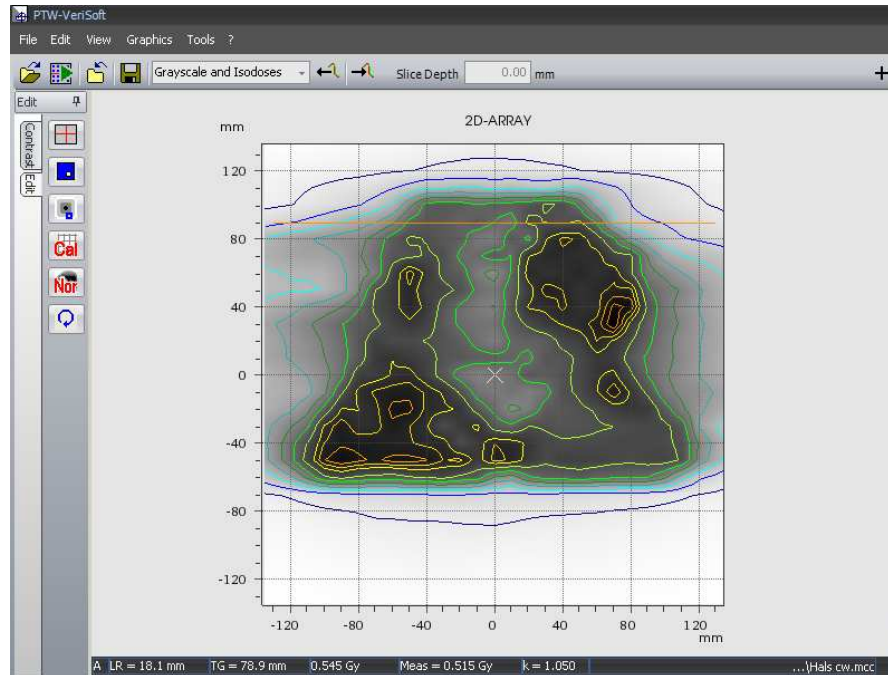 PTW-VeriSoft
File Edit View Graphics Tools ?
Grayscale and Isodoses Slice Depth 0.00 mm
Edit
Contrast
Edit
Cal
Nor
2D-ARRAY
mm
120
80
40
0
-40
-80
-120
-120 -80 -40 0 40 80 120
mm
A LR = 18.1 mm TG = 78.9 mm 0.545 Gy Meas = 0.515 Gy k = 1.050 ...\Hals cw.mcc